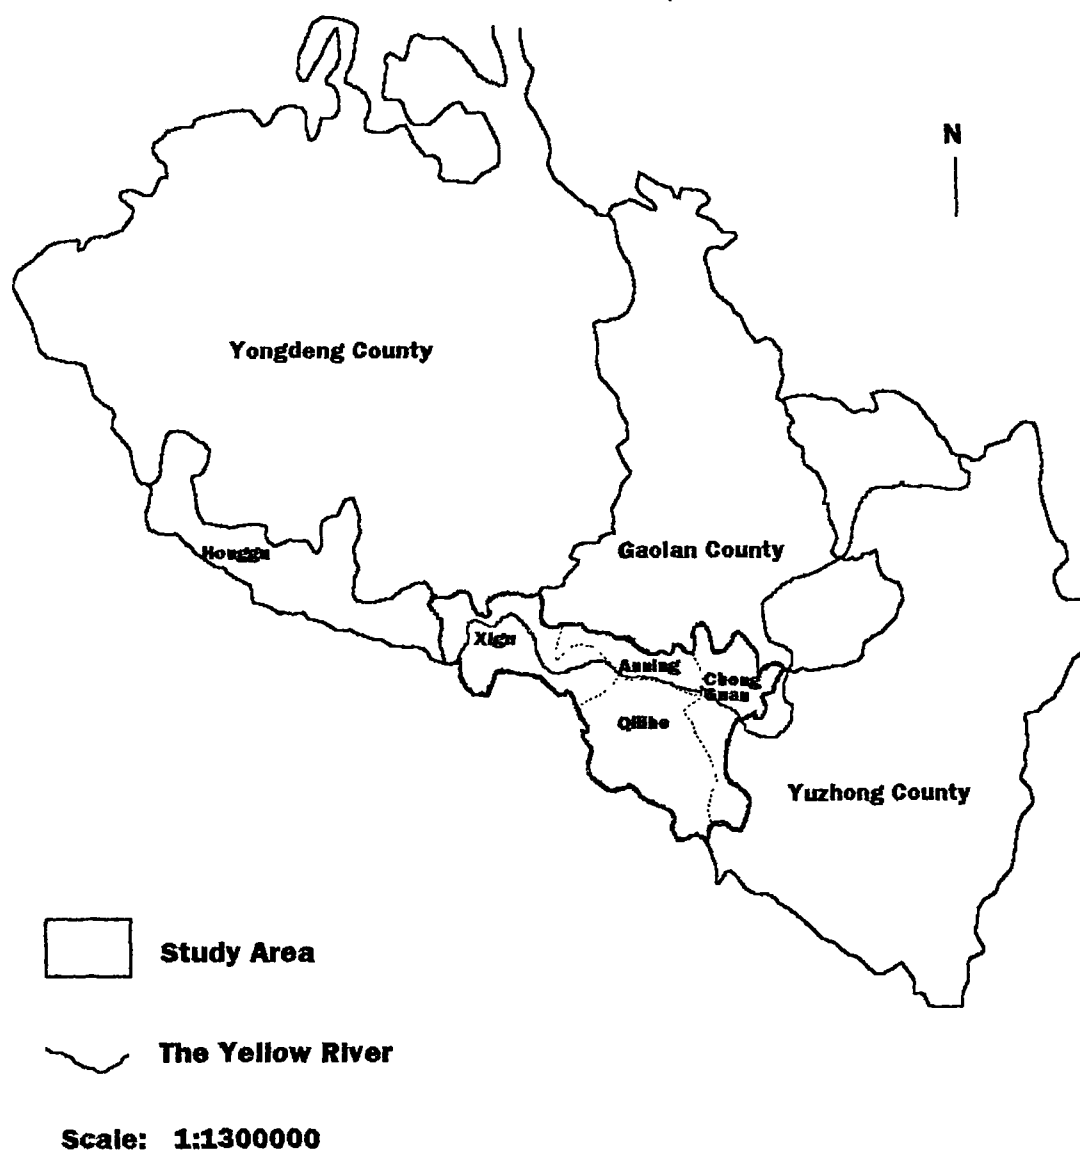 N
Yongdeng County
Gaolan County
Honggu
Xigu
Anning
Cheng
Guan
Qilihe
Yuzhong County
Study Area
The Yellow River
Scale: 1:1300000